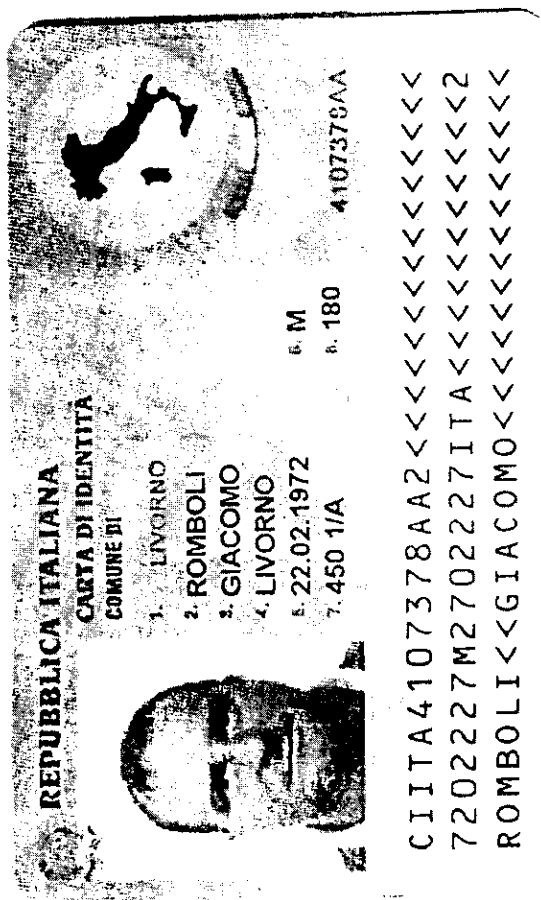 REPUBBLICA ITALIANA
CARTA DI IDENTITÀ
COMUNE DI
1. LIVORNO
2. ROMBOLI
3. GIACOMO
4. LIVORNO
5. 22.02.1972 6. M
7. 450 1/A 8. 180
4107378AA
CIITA4107378AA2<<<<<<<<<<<<<<<
7202227M2702227ITA<<<<<<<<<<<2
ROMBOLI<<GIACOMO<<<<<<<<<<<<<<